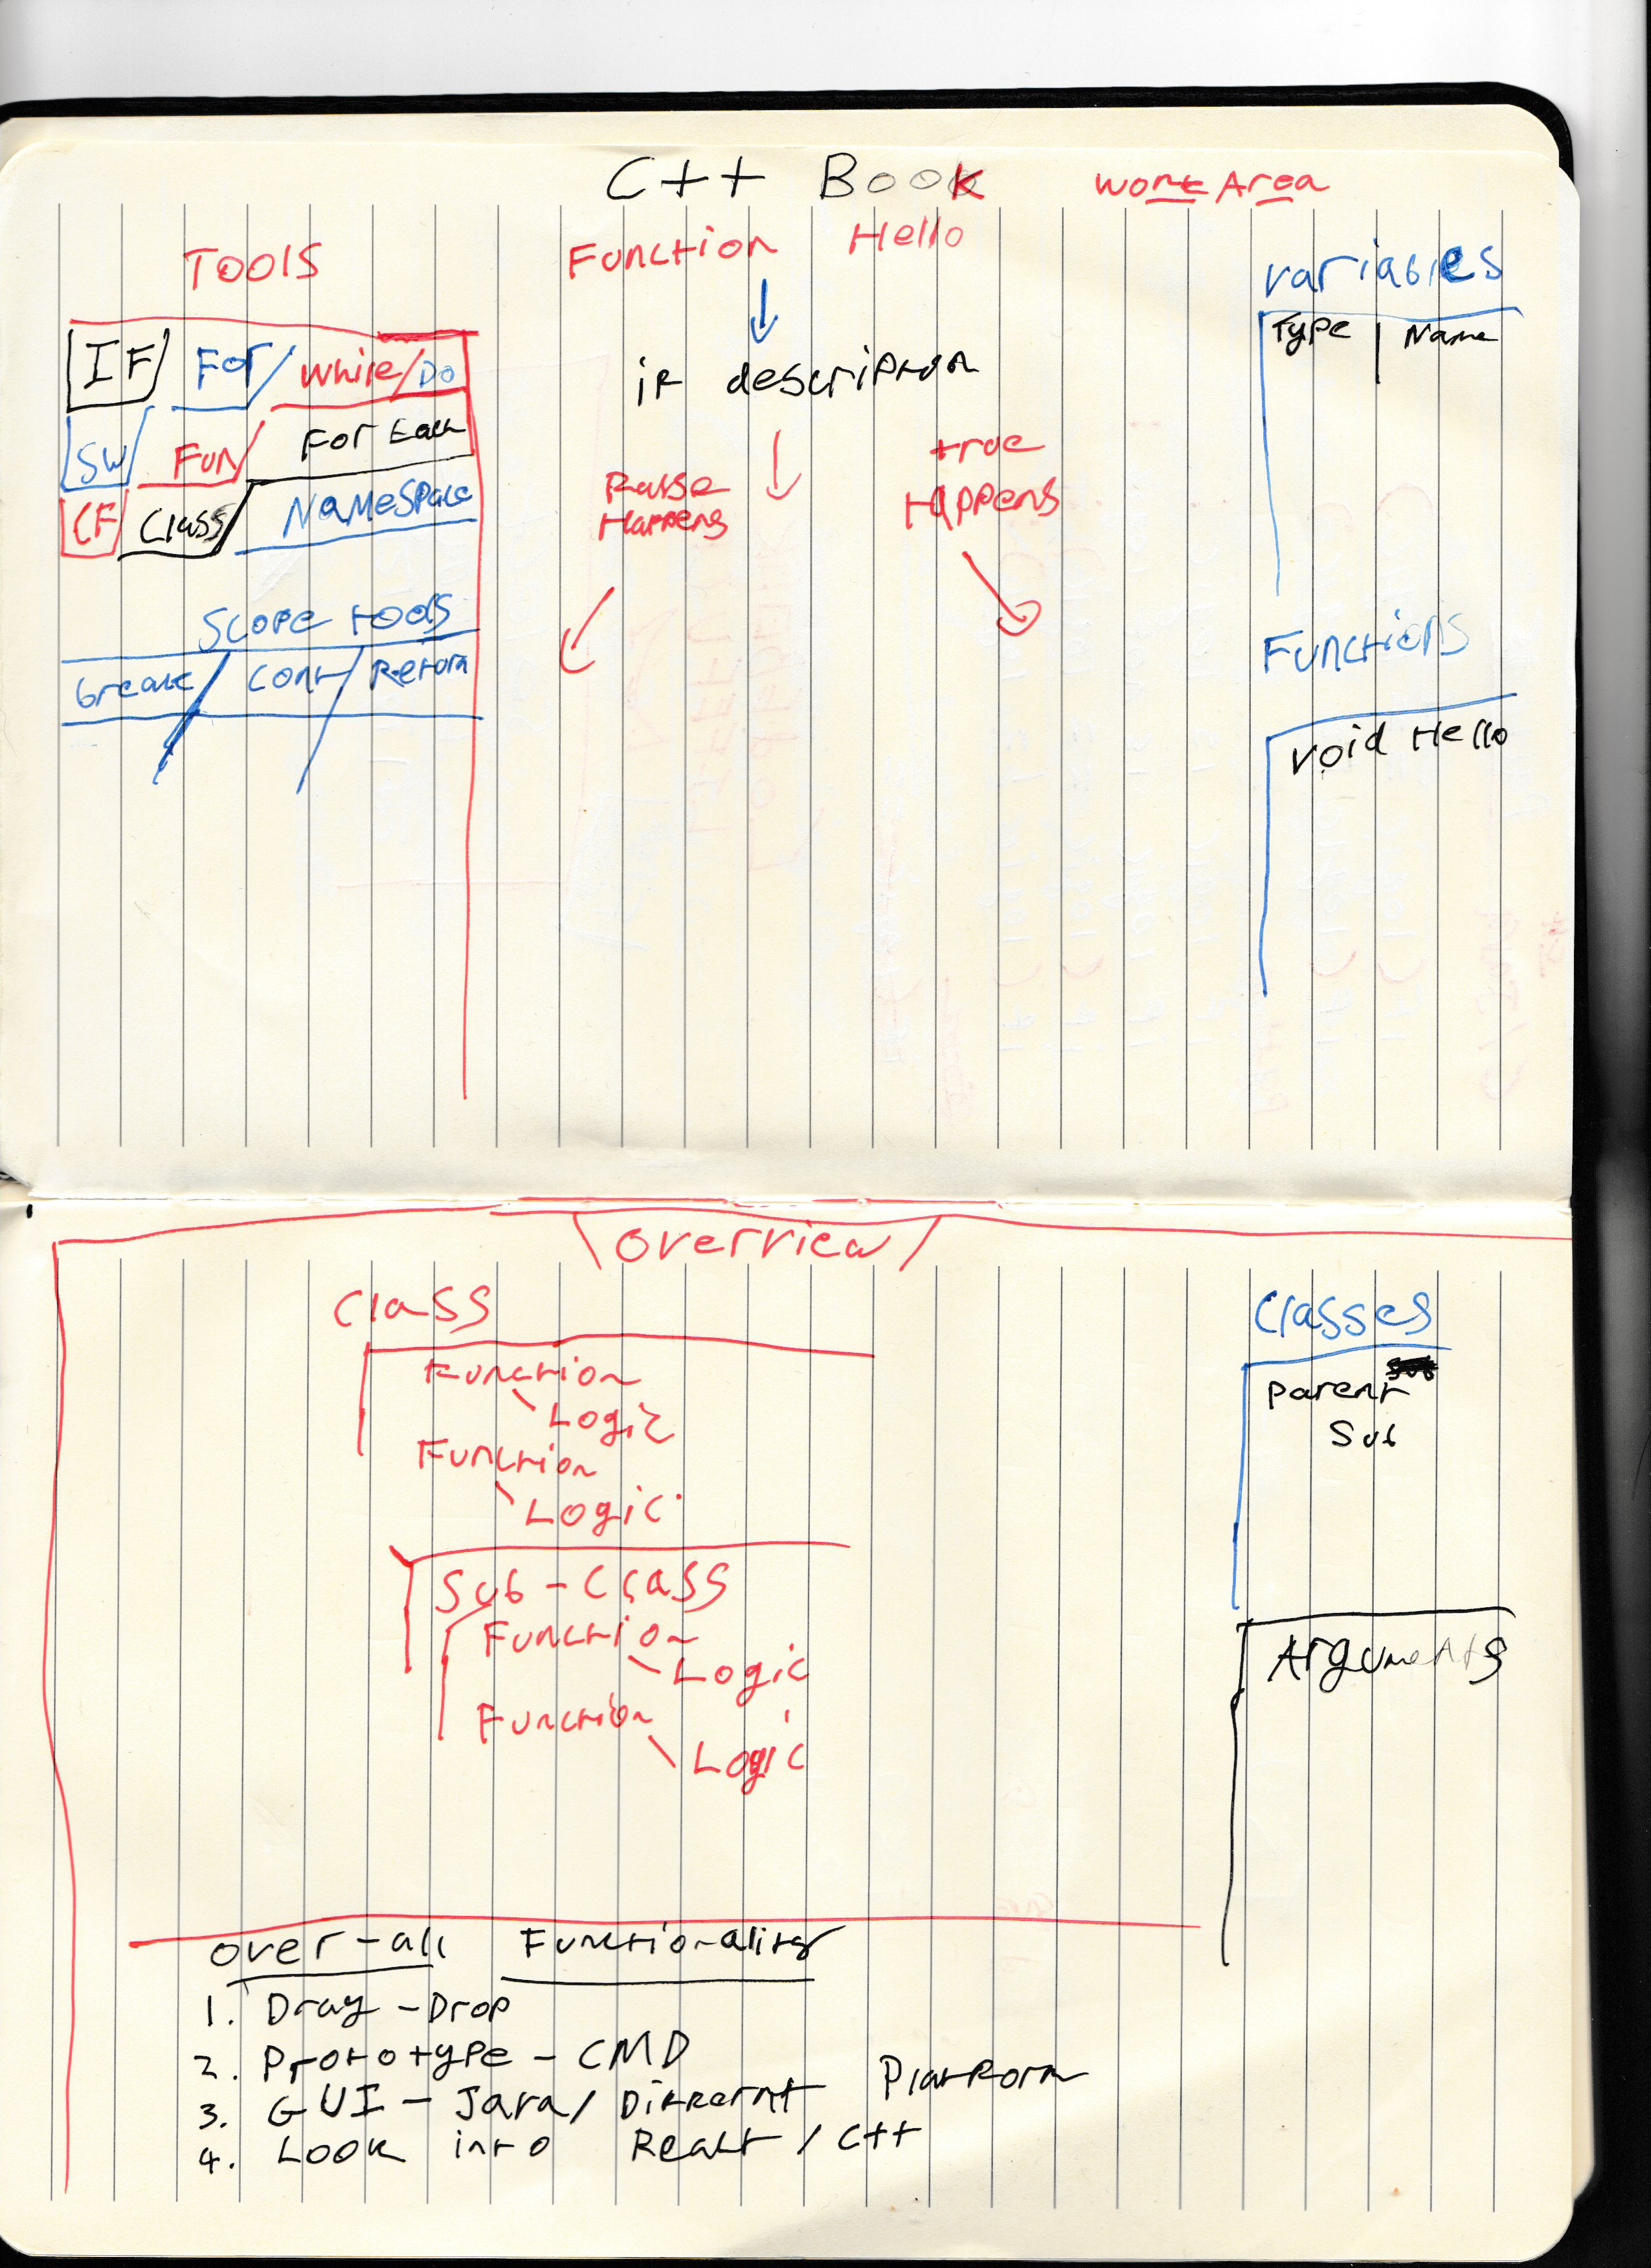 C++ Book
Work Area
TOOLS
IF / For / While / Do
SW / Fun / For Each
CF / Class / Namespace
Scope tools
break / cont / Return
Function Hello
if description
False
Happens
true
Happens
variables
Type | Name
Functions
void Hello
Overview
Class
Function
Logic
Function
Logic
Sub-Class
Function
Logic
Function
Logic
Classes
Parent
Sub
Arguments
Over-all Functionality
1. Drag-Drop
2. Prototype - CMD
3. GUI - Java / Different Platform
4. Look into React / C++